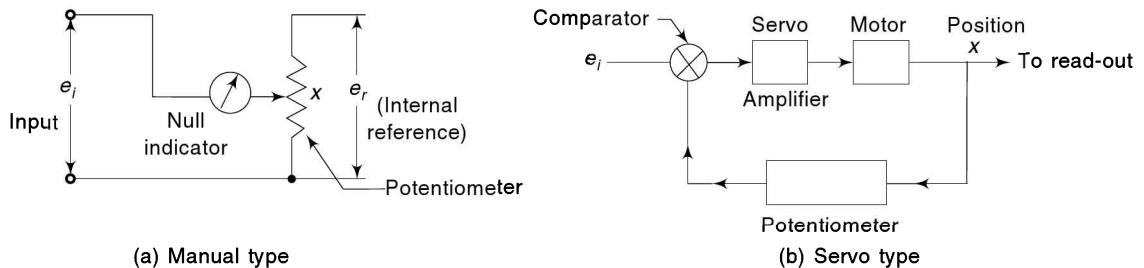 e_i
Input
Null
indicator
x
e_r
(Internal
reference)
Potentiometer
(a) Manual type
Comparator
Servo
Motor
Position
x
e_i
To read-out
Amplifier
Potentiometer
(b) Servo type